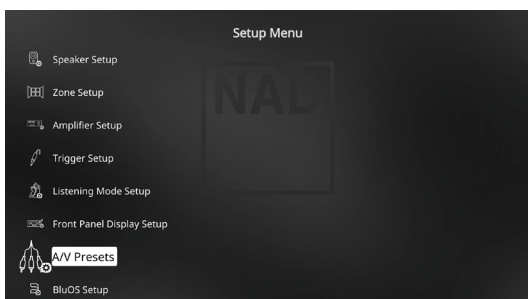 Setup Menu
Speaker Setup
Zone Setup
NAD
Amplifier Setup
Trigger Setup
Listening Mode Setup
Front Panel Display Setup
A/V Presets
BluOS Setup